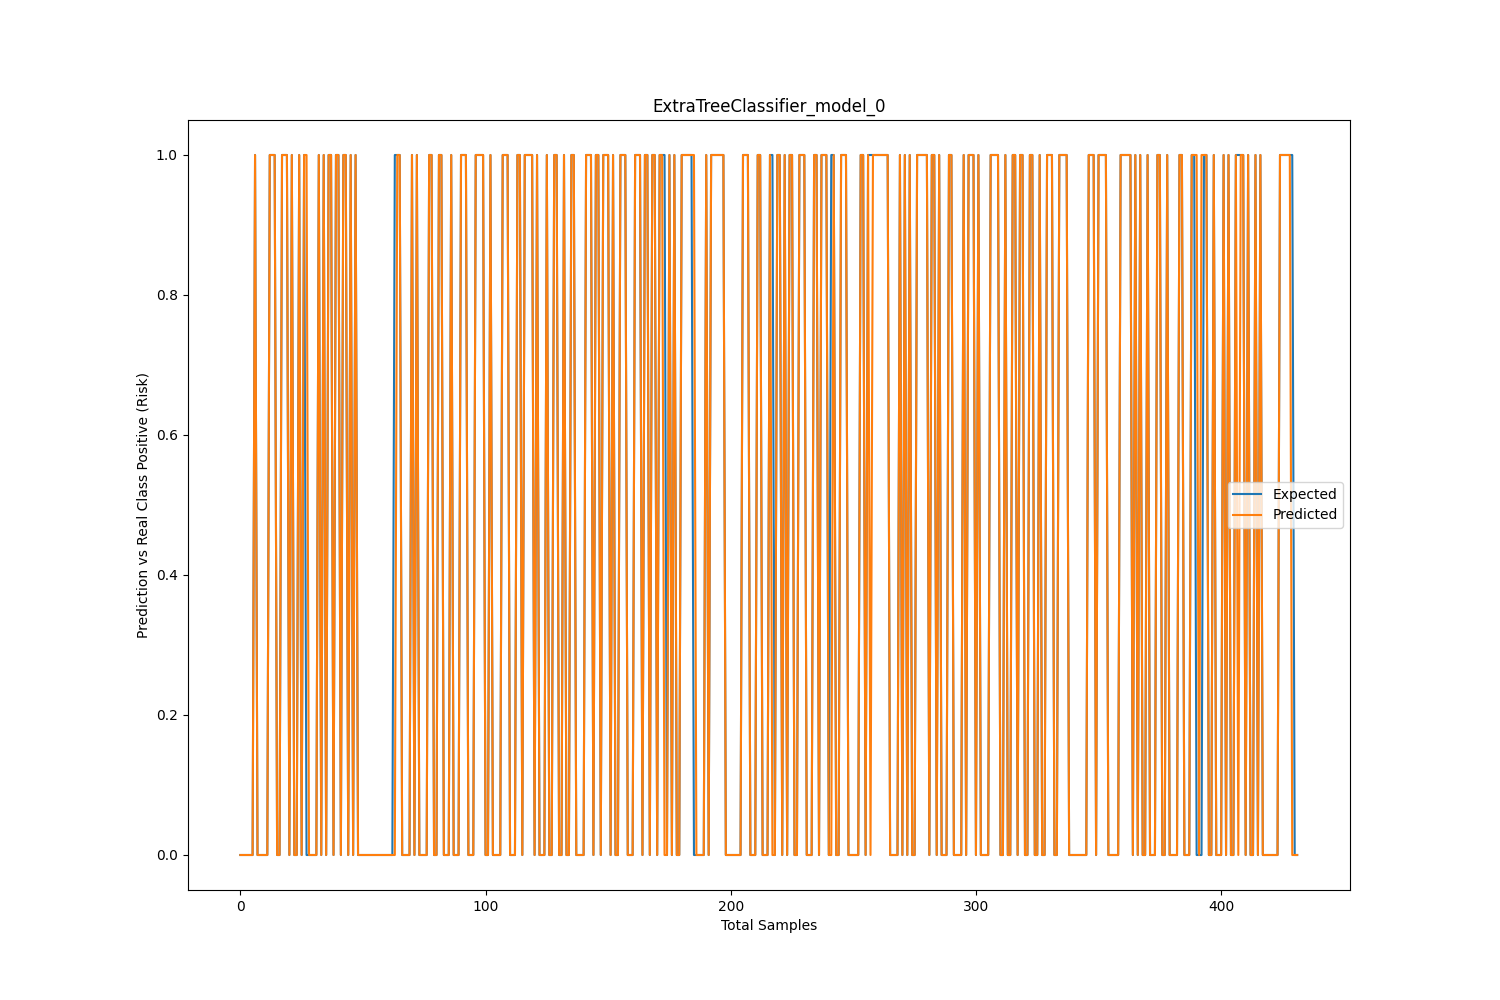 ExtraTreeClassifier_model_0
Prediction vs Real Class Positive (Risk)
1.0
0.8
0.6
0.4
0.2
0.0
Expected
Predicted
0
100
200
300
400
Total Samples